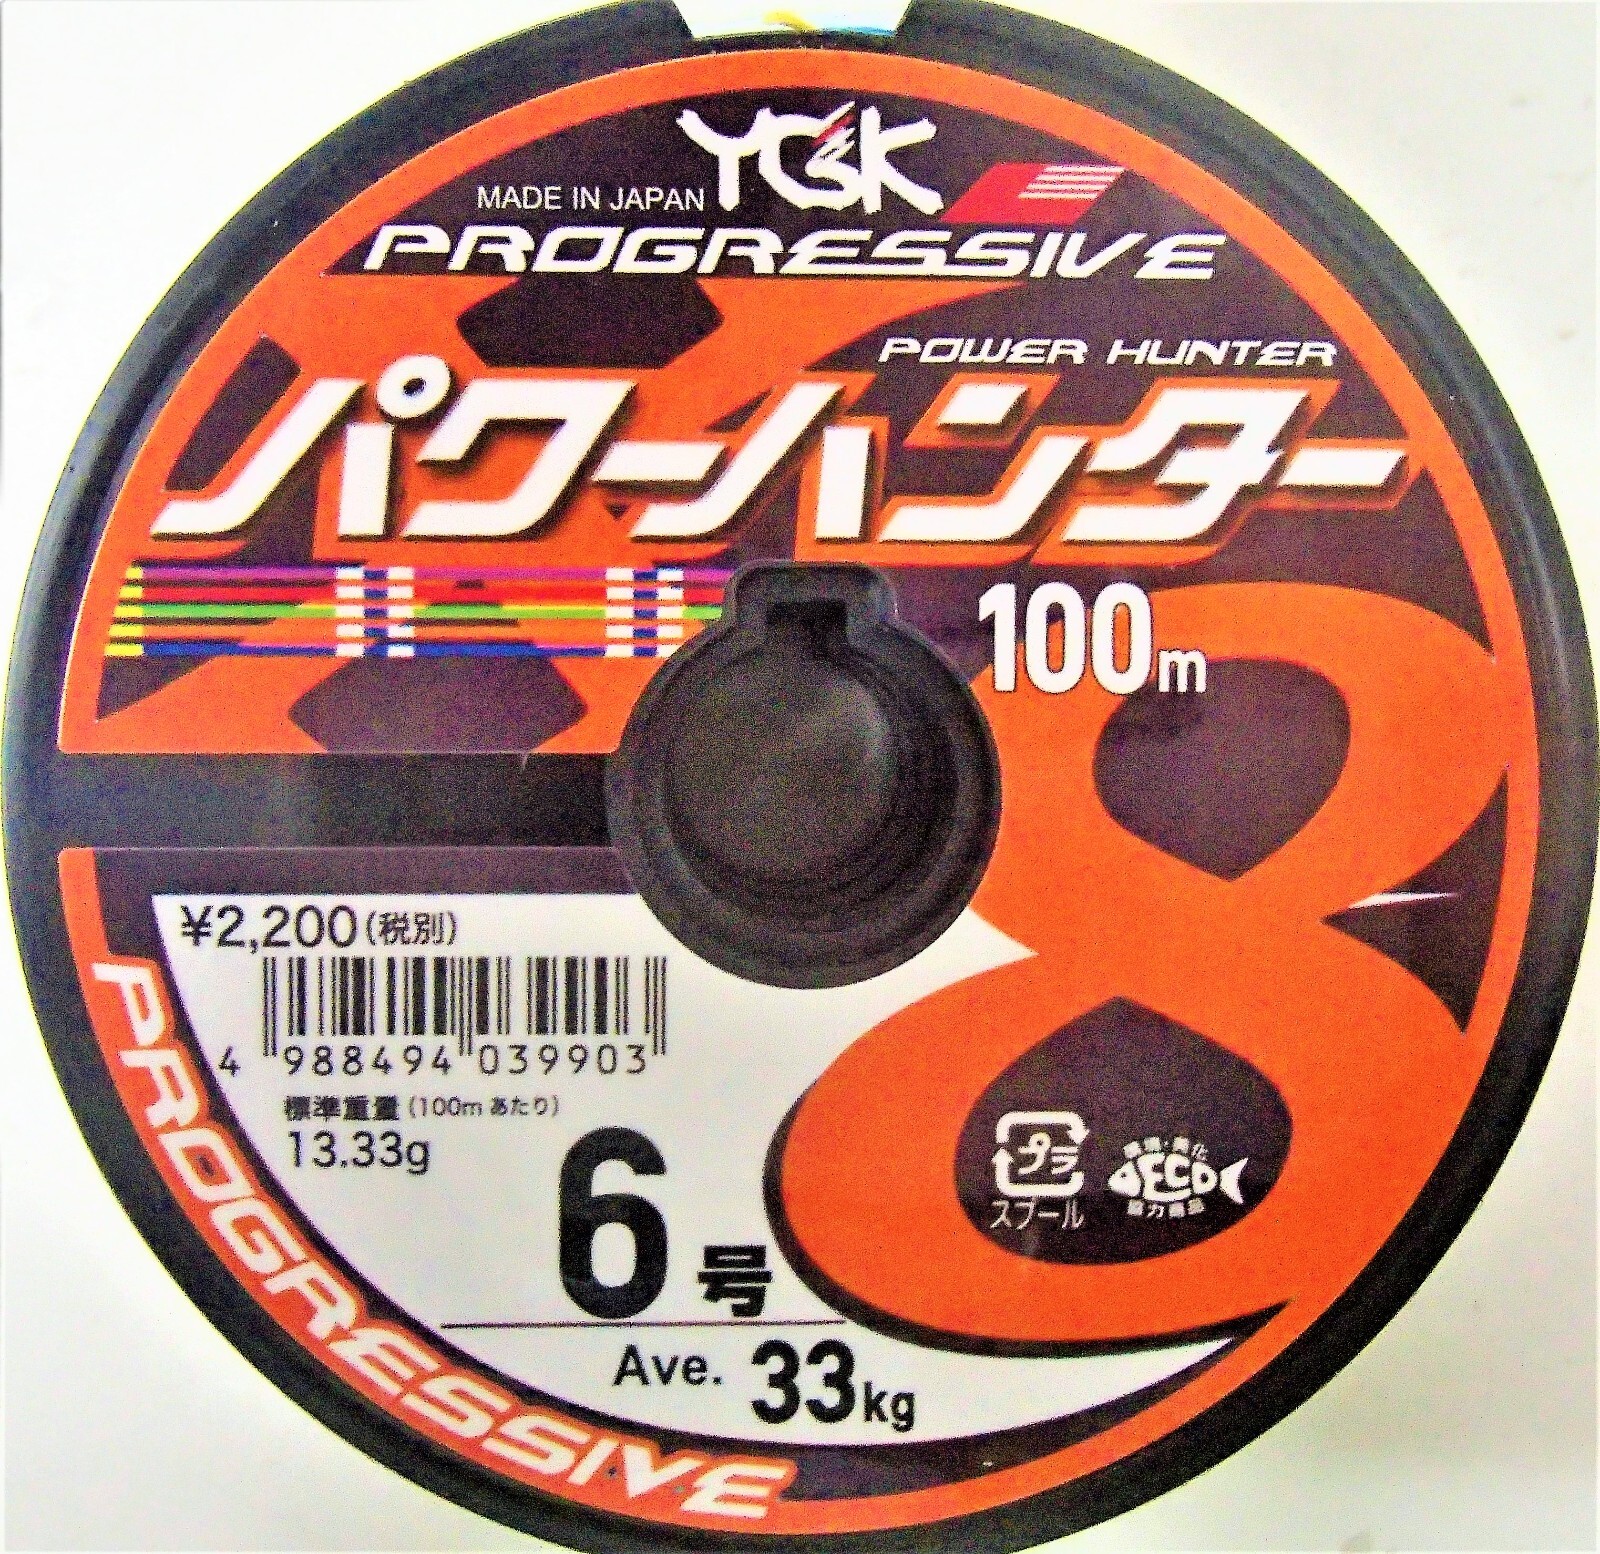 YGK
MADE IN JAPAN
PROGRESSIVE
POWER HUNTER
パワーハンター
100m
8
¥2,200(税別)
4 988494 039903
標準重量(100mあたり)
13.33g
6号
Ave. 33kg
プラ
スプール
ECO
PROGRESSIVE